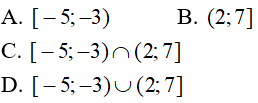 A. [ – 5; –3) B. (2; 7]
C. [ – 5; –3) ∩ (2; 7]
D. [ – 5; –3) ∪ (2; 7]